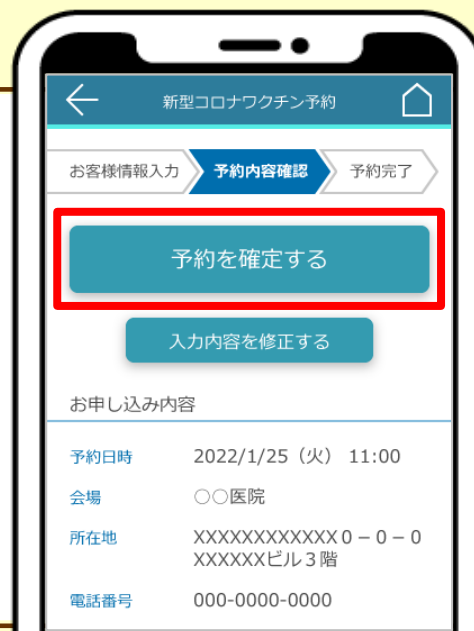 新型コロナワクチン予約
お客様情報入力 予約内容確認 予約完了
予約を確定する
入力内容を修正する
お申し込み内容
予約日時 2022/1/25（火） 11:00
会場 ○○医院
所在地 XXXXXXXXXXXX０－０－０
XXXXXXビル３階
電話番号 000-0000-0000